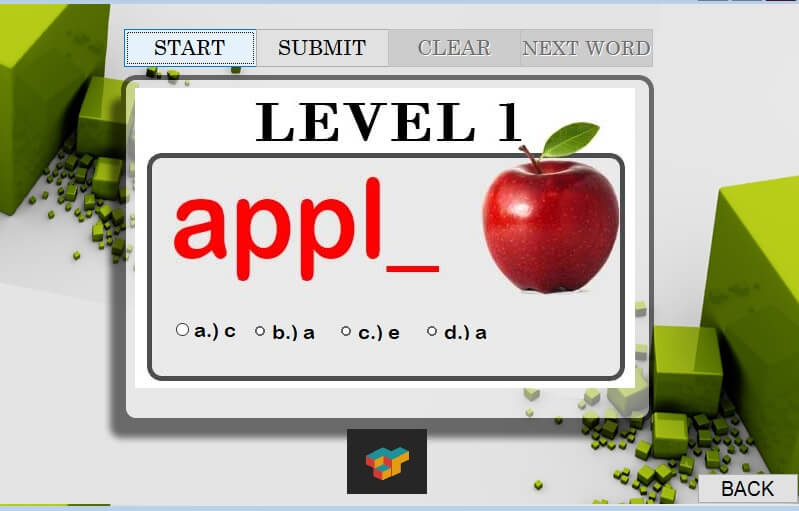 START SUBMIT CLEAR NEXT WORD
LEVEL 1
appl_
a.) c b.) a c.) e d.) a
BACK